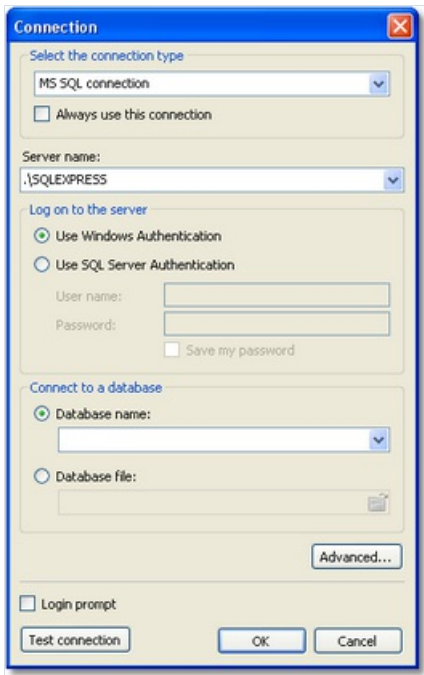 Connection
Select the connection type
MS SQL connection
Always use this connection
Server name:
.\SQLEXPRESS
Log on to the server
Use Windows Authentication
Use SQL Server Authentication
User name:
Password:
Save my password
Connect to a database
Database name:
Database file:
Advanced...
Login prompt
Test connection OK Cancel